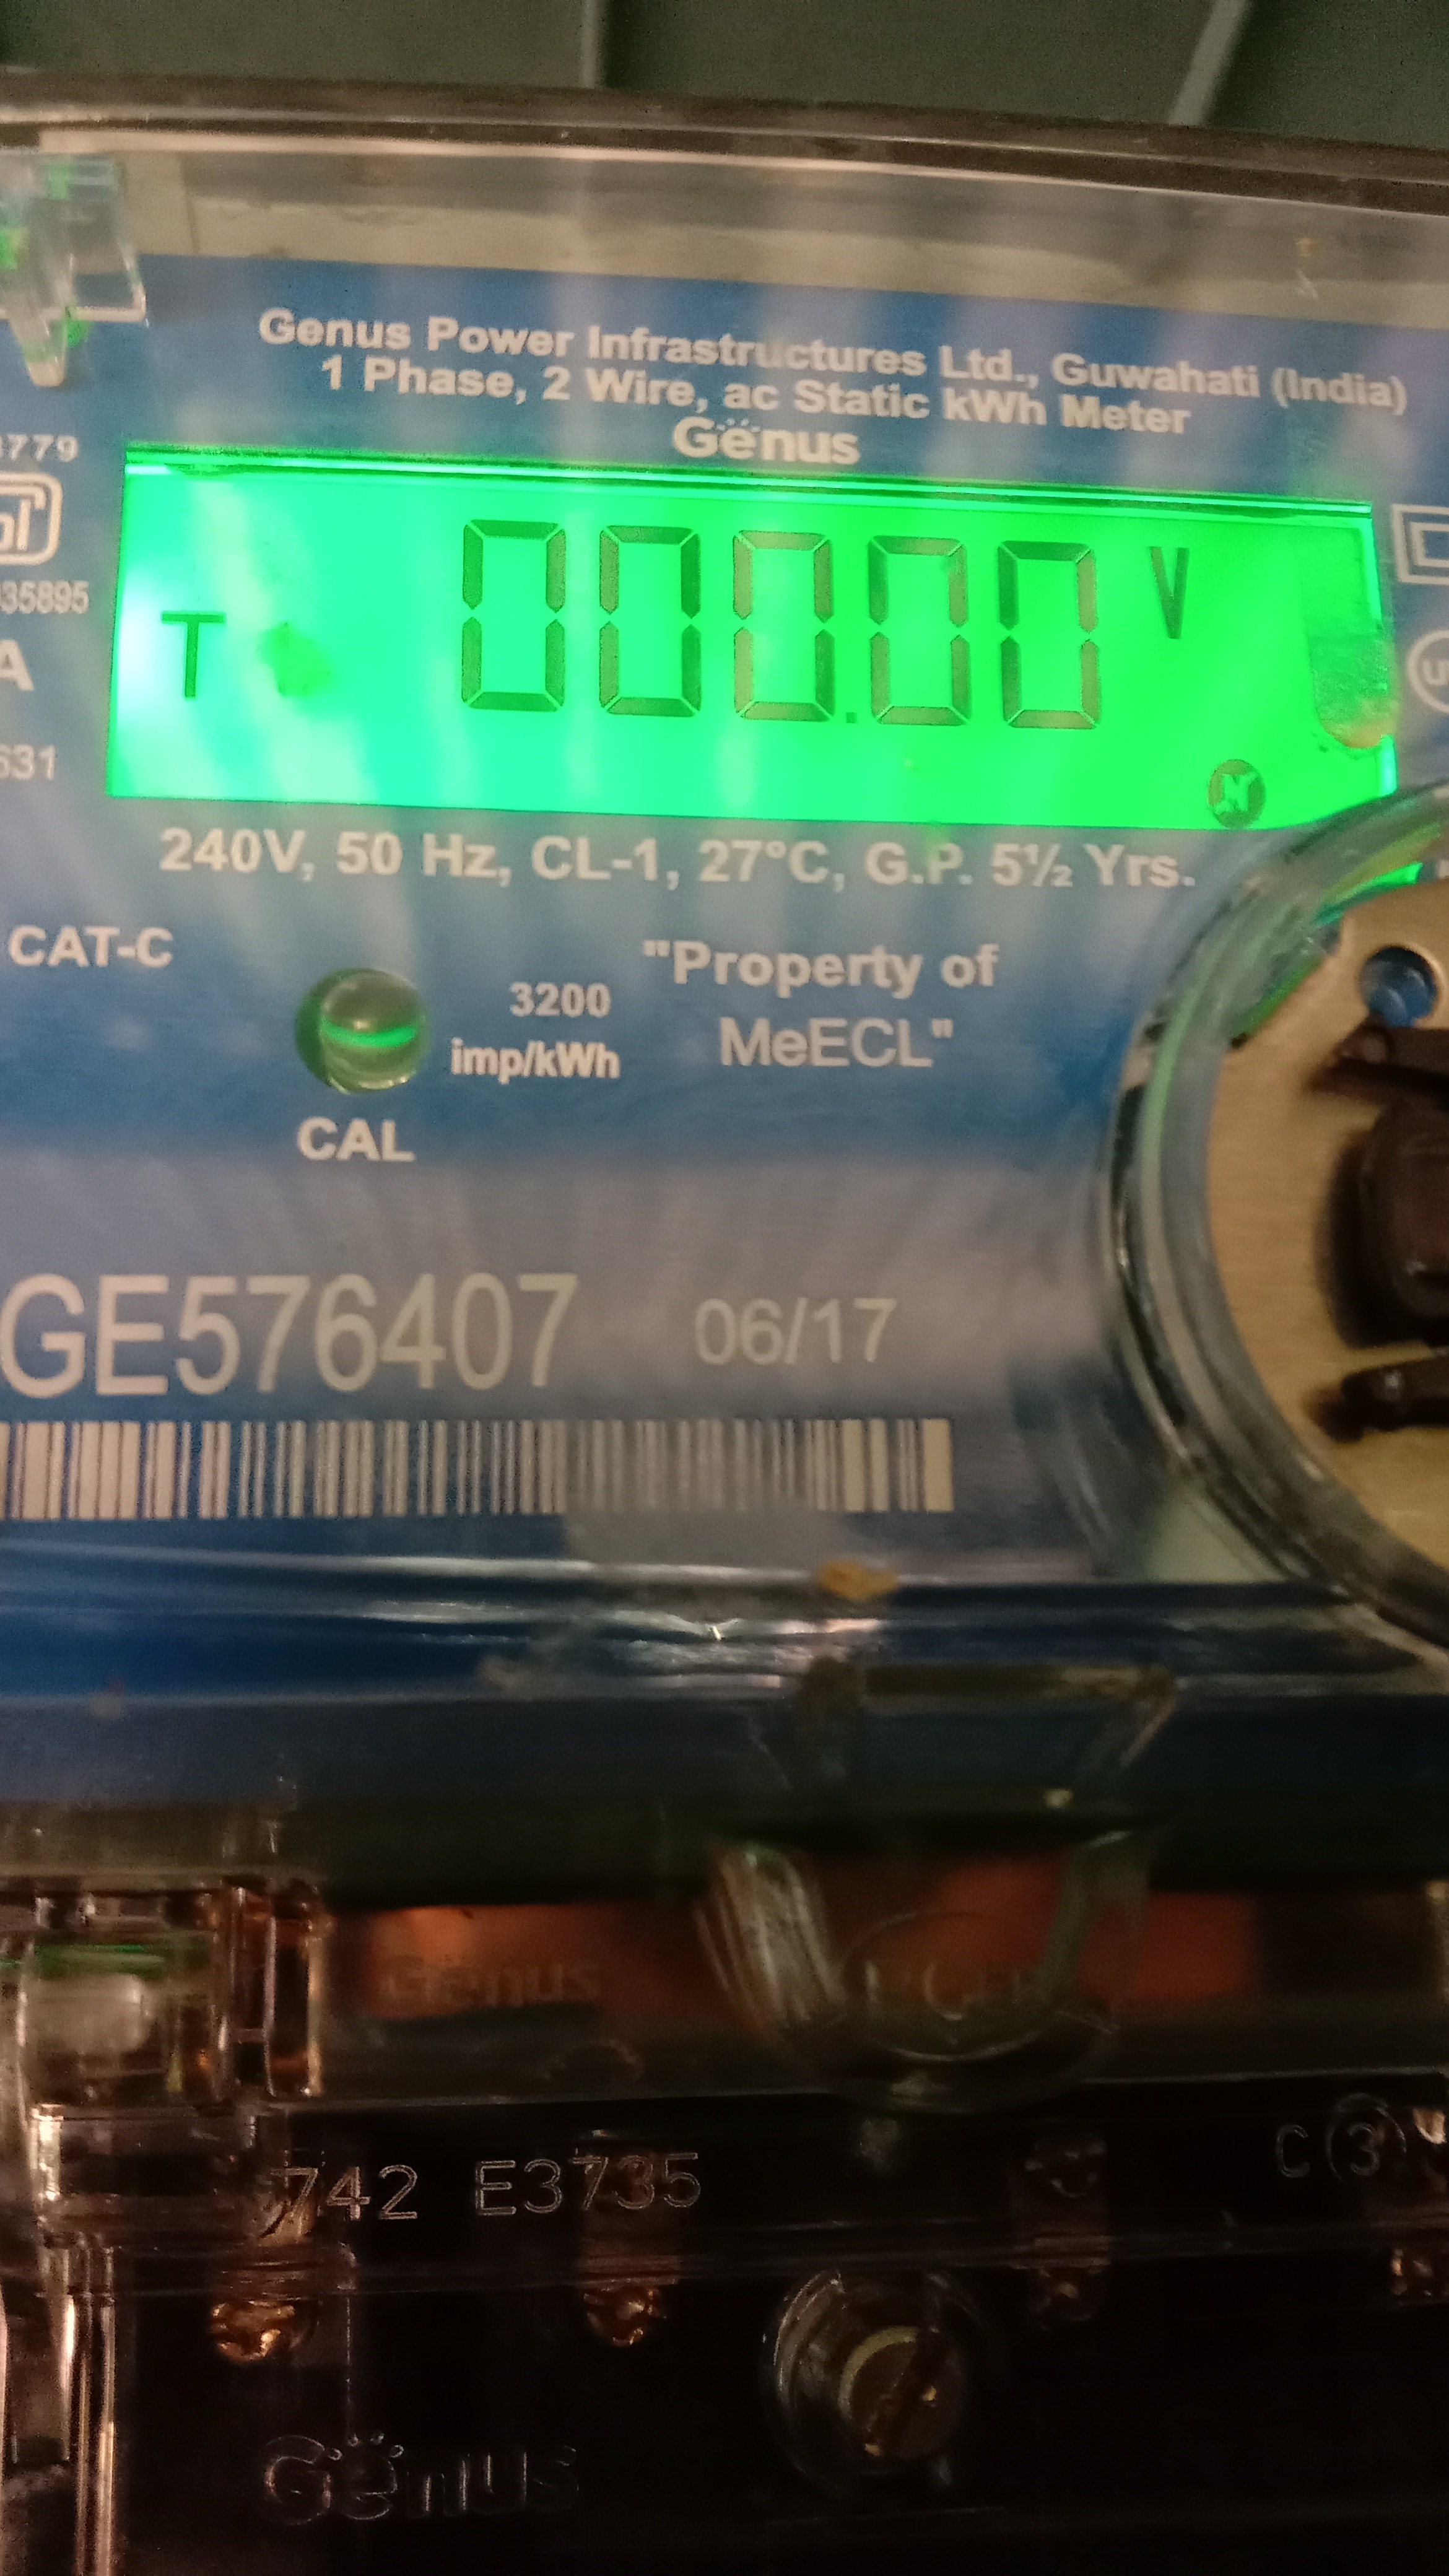 Genus Power Infrastructures Ltd., Guwahati (India)
1 Phase, 2 Wire, ac Static kWh Meter
Genus
3779
35895
A
631
T 000.00 V
N
240V, 50 Hz, CL-1, 27°C, G.P. 5½ Yrs.
CAT-C
3200
imp/kWh
CAL
"Property of
MeECL"
GE576407 06/17
Genus
742 E3735
C (3)
Genus